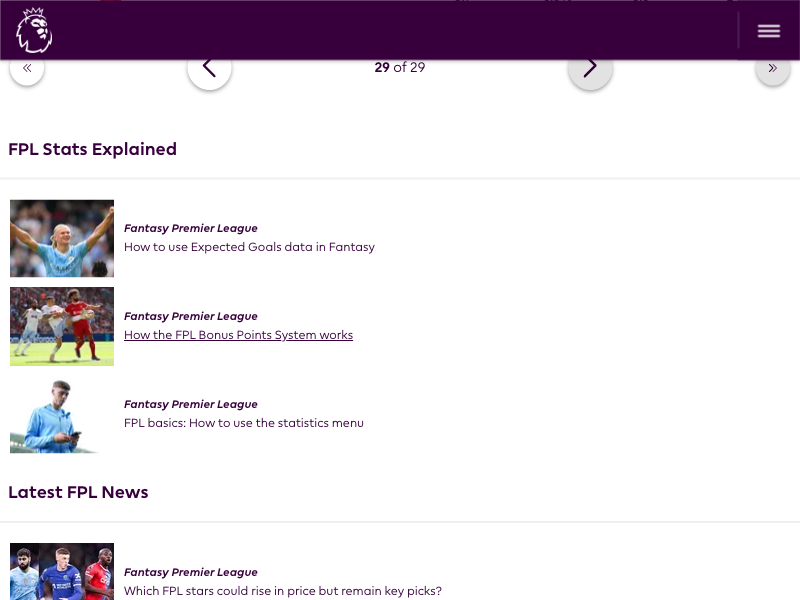 «
29 of 29
»
FPL Stats Explained
Fantasy Premier League
How to use Expected Goals data in Fantasy
Fantasy Premier League
How the FPL Bonus Points System works
Fantasy Premier League
FPL basics: How to use the statistics menu
Latest FPL News
Fantasy Premier League
Which FPL stars could rise in price but remain key picks?